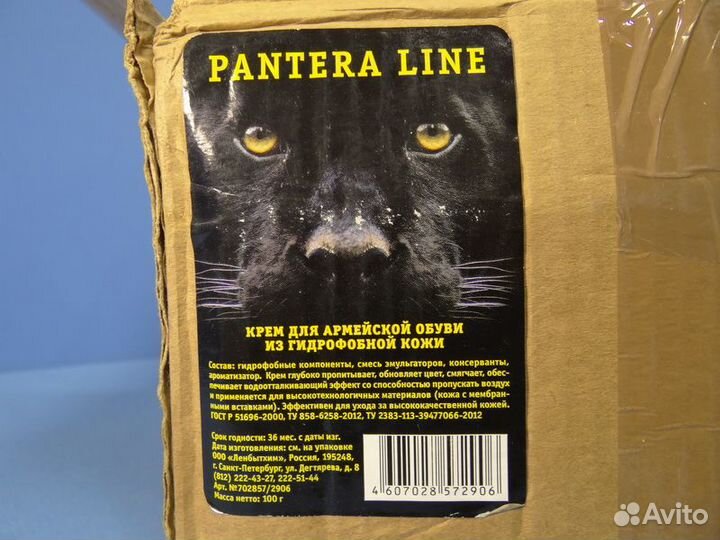 PANTERA LINE
КРЕМ ДЛЯ АРМЕЙСКОЙ ОБУВИ
ИЗ ГИДРОФОБНОЙ КОЖИ
Состав: гидрофобные компоненты, смесь эмульгаторов, консерванты,
ароматизатор. Крем глубоко пропитывает, обновляет цвет, смягчает, обес-
печивает водоотталкивающий эффект со способностью пропускать воздух
и применяется для высокотехнологичных материалов (кожа с мембран-
ными вставками). Эффективен для ухода за высококачественной кожей.
ГОСТ Р 51696-2000, ТУ 858-6258-2012, ТУ 2383-113-39477066-2012
Срок годности: 36 мес. с даты изг.
Дата изготовления: см. на упаковке
ООО «Ленбытхим», Россия, 195248,
г. Санкт-Петербург, ул. Дегтярева, д. 8
(812) 222-43-27, 222-51-44
Арт. №702857/2906
Масса нетто: 100 г
4 607028 572906
Avito